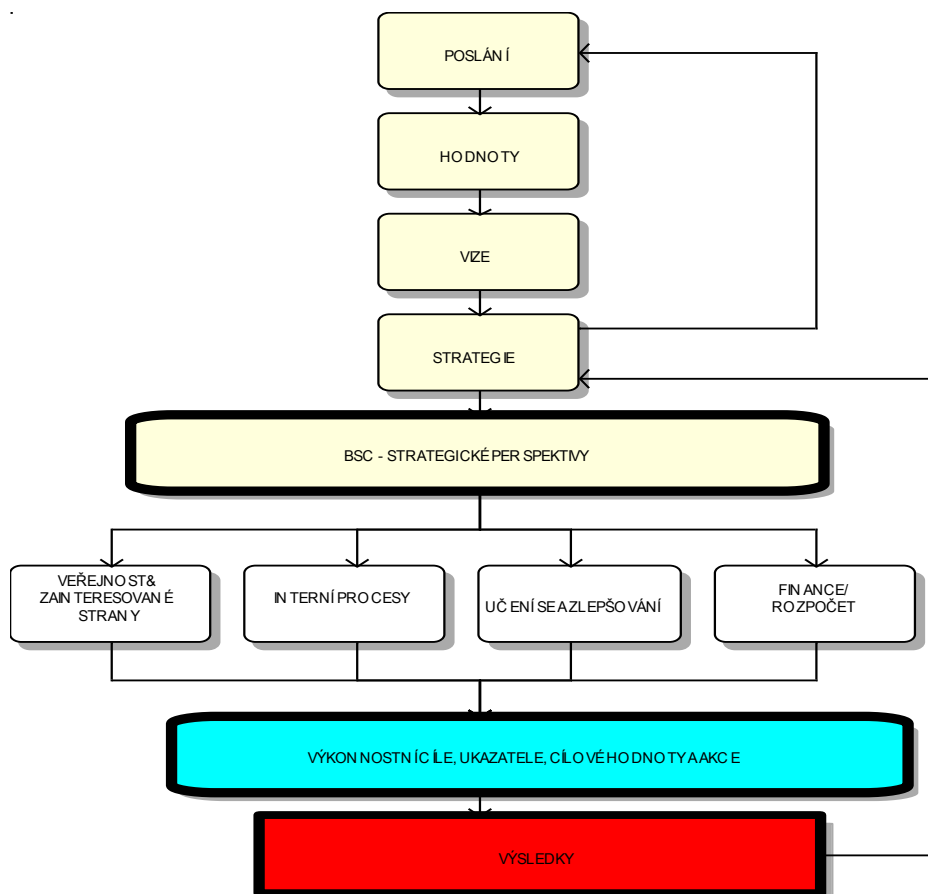 POSLÁNÍ
HODNOTY
VIZE
STRATEGIE
BSC - STRATEGICKÉ PERSPEKTIVY
VEŘEJNOST&
ZAINTERESOVANÉ
STRANY
INTERNÍ PROCESY
UČENÍ SE A ZLEPŠOVÁNÍ
FINANCE/
ROZPOČET
VÝKONNOSTNÍ CÍLE, UKAZATELE, CÍLOVÉ HODNOTY A AKCE
VÝSLEDKY